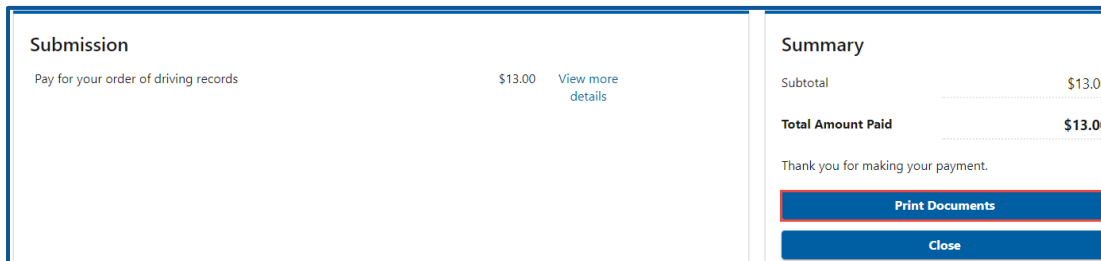 Submission
Pay for your order of driving records $13.00 View more
details
Summary
Subtotal $13.0
Total Amount Paid $13.0
Thank you for making your payment.
Print Documents
Close